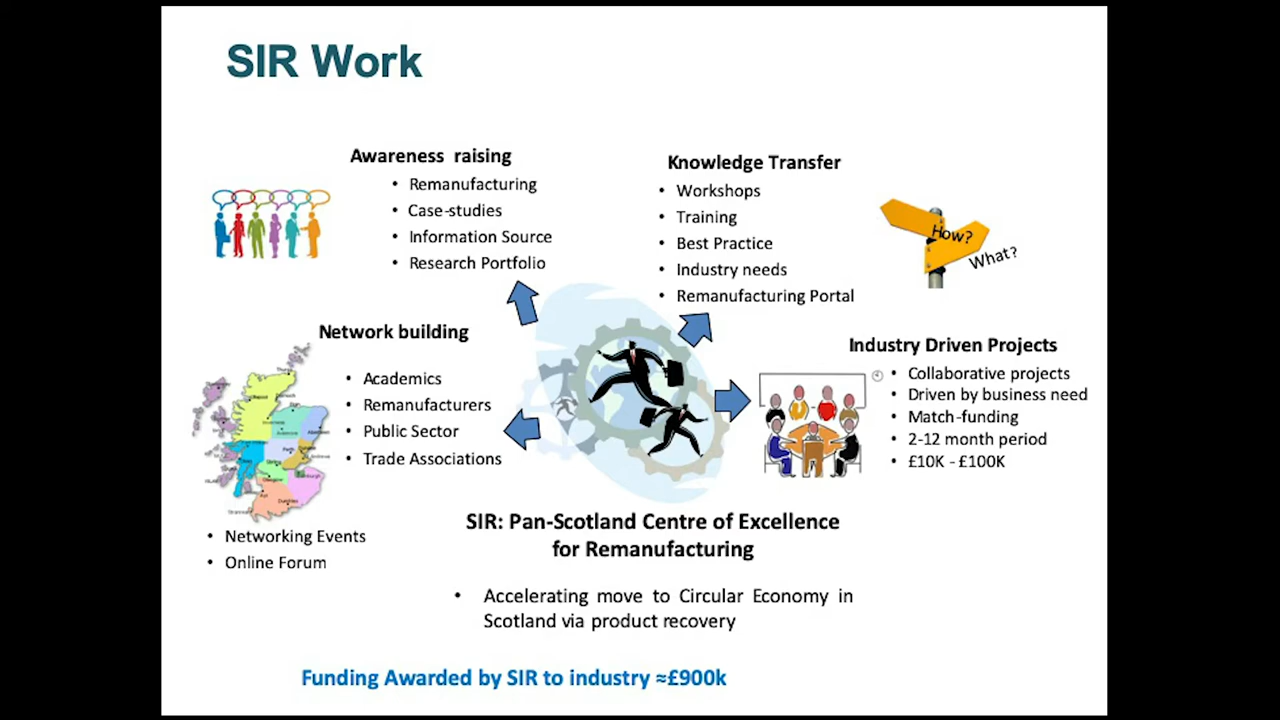 SIR Work
Awareness raising
• Remanufacturing
• Case-studies
• Information Source
• Research Portfolio
Knowledge Transfer
• Workshops
• Training
• Best Practice
• Industry needs
• Remanufacturing Portal
How?
What?
Network building
• Academics
• Remanufacturers
• Public Sector
• Trade Associations
• Networking Events
• Online Forum
Industry Driven Projects
• Collaborative projects
• Driven by business need
• Match-funding
• 2-12 month period
• £10K - £100K
SIR: Pan-Scotland Centre of Excellence
for Remanufacturing
• Accelerating move to Circular Economy in
Scotland via product recovery
Funding Awarded by SIR to industry ≈£900k